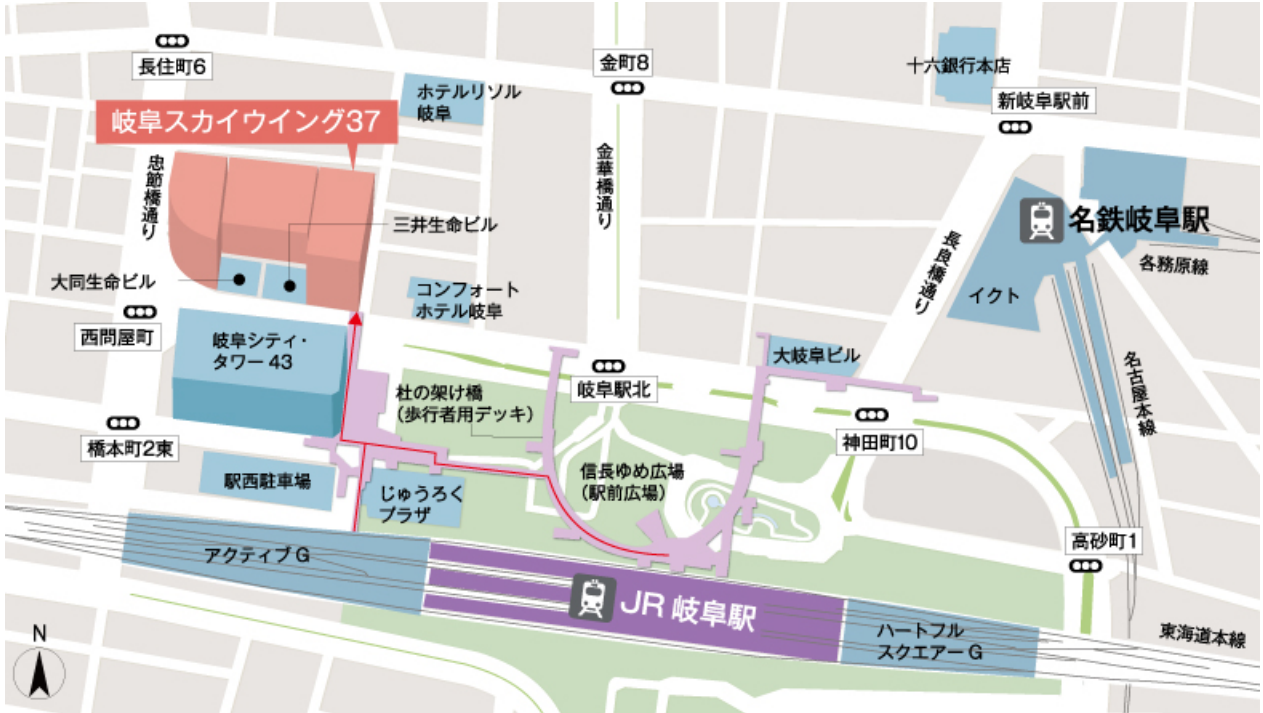 長住町6
金町8
十六銀行本店
新岐阜駅前
ホテルリソル
岐阜
岐阜スカイウイング37
忠節橋通り
金華橋通り
長良橋通り
名鉄岐阜駅
各務原線
三井生命ビル
大同生命ビル
コンフォート
ホテル岐阜
イクト
西問屋町
岐阜シティ・
タワー43
大岐阜ビル
名古屋本線
岐阜駅北
杜の架け橋
（歩行者用デッキ）
神田町10
橋本町2東
駅西駐車場
じゅうろく
プラザ
信長ゆめ広場
（駅前広場）
高砂町1
アクティブG
JR岐阜駅
ハートフル
スクエアーG
東海道本線
N